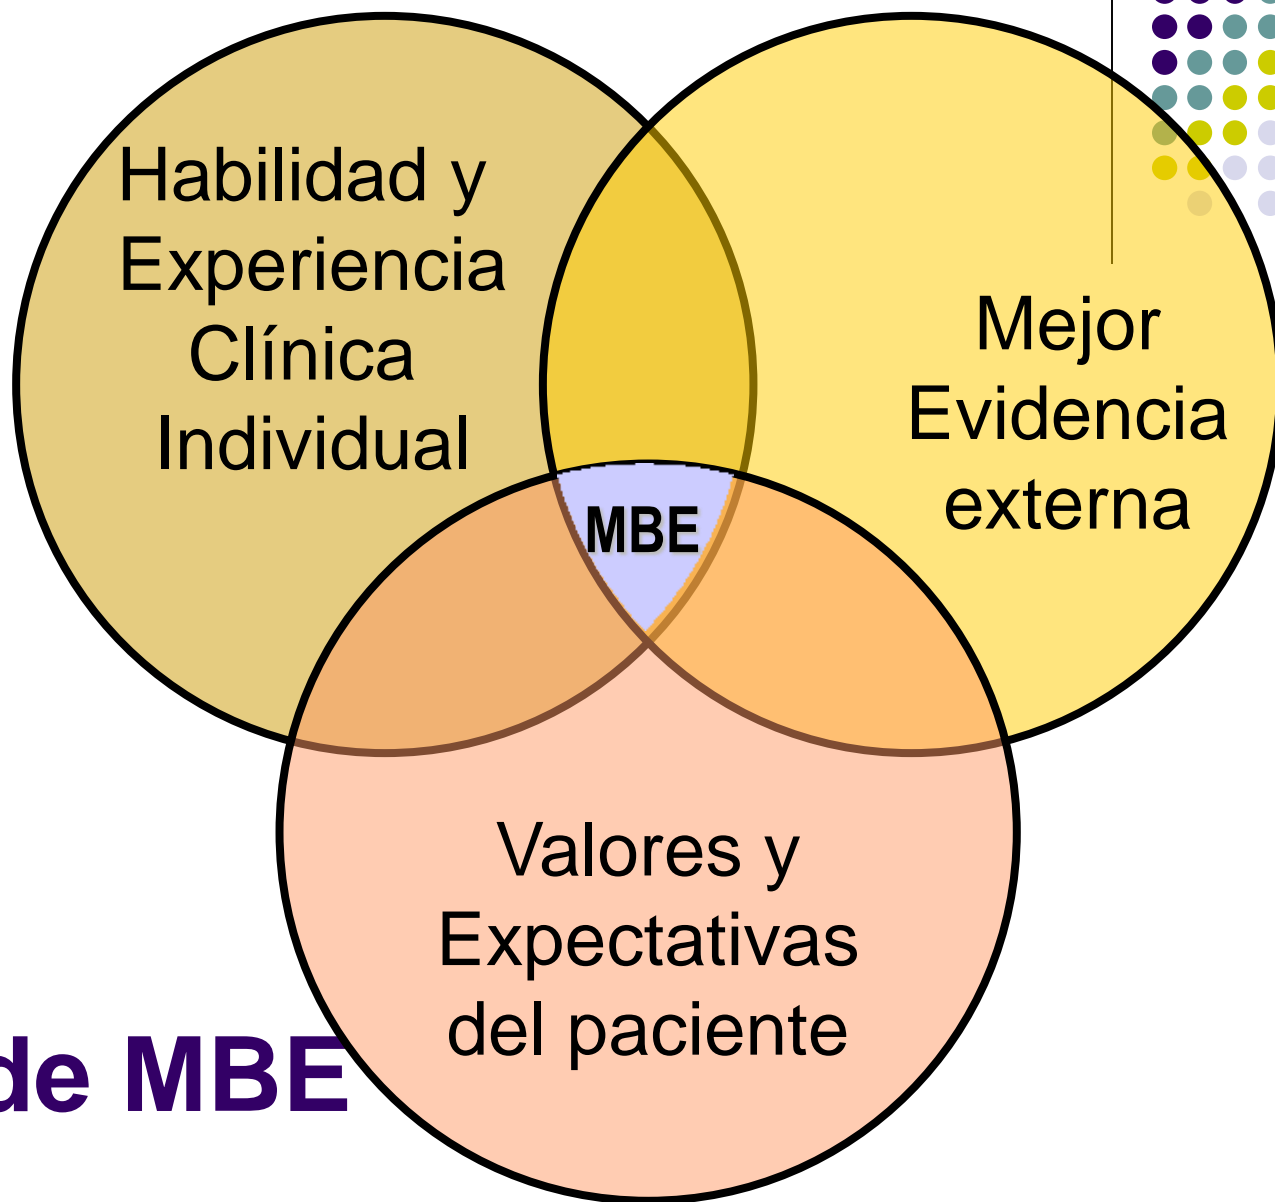 Habilidad y
Experiencia
Clínica
Individual
Mejor
Evidencia
externa
MBE
Valores y
Expectativas
del paciente
de MBE